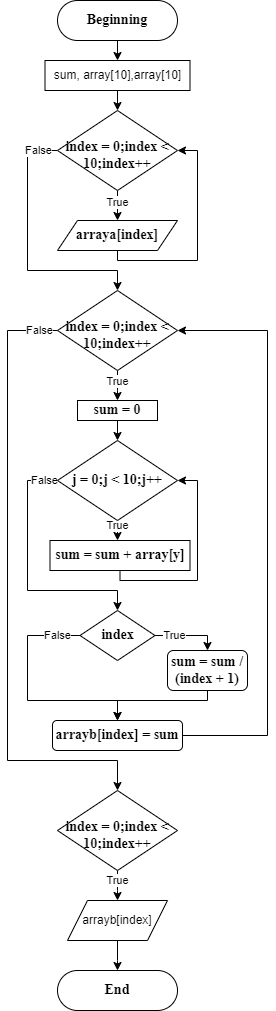 Beginning
sum, array[10],array[10]
index = 0;index <
10;index++
False
True
arraya[index]
index = 0;index <
10;index++
False
True
sum = 0
j = 0;j < 10;j++
False
True
sum = sum + array[y]
index
False
True
sum = sum /
(index + 1)
arrayb[index] = sum
index = 0;index <
10;index++
True
arrayb[index]
End